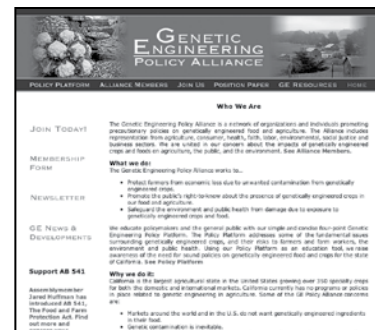 GENETIC
ENGINEERING
POLICY ALLIANCE
POLICY PLATFORM ALLIANCE MEMBERS JOIN US POSITION PAPER GE RESOURCES HOME
Who We Are
JOIN TODAY!
MEMBERSHIP
FORM
NEWSLETTER
GE NEWS &
DEVELOPMENTS
Support AB 541
Assemblymember
Jared Huffman has
introduced AB 541,
The Food and Farm
Protection Act. Find
out more and
The Genetic Engineering Policy Alliance is a network of organizations and individuals promoting
precautionary policies on genetically engineered food and agriculture. The Alliance includes
representation from agriculture, consumer, health, faith, labor, environmental, social justice and
business sectors. We are united in our concern about the impacts of genetically engineered
crops and foods on agriculture, the public, and the environment. See Alliance Members.
What we do:
The Genetic Engineering Policy Alliance works to...
• Protect farmers from economic loss due to unwanted contamination from genetically
engineered crops.
• Promote the public's right-to-know about the presence of genetically engineered crops in
our food and agriculture.
• Safeguard the environment and public health from damage due to exposure to
genetically engineered crops and food.
We educate policymakers and the general public with our simple and concise four-point Genetic
Engineering Policy Platform. The Policy Platform addresses some of the fundamental issues
surrounding genetically engineered crops, and their risks to farmers and farm workers, the
environment and public health. Using our Policy Platform as an education tool, we raise
awareness of the need for sound policies on genetically engineered food and crops for the state
of California. See Policy Platform
Why we do it:
California is the largest agricultural state in the United States growing over 350 specialty crops
for both the domestic and international markets. California currently has no programs or policies
in place related to genetic engineering in agriculture. Some of the GE Policy Alliance concerns
are:
• Markets around the world and in the U.S. do not want genetically engineered ingredients
in their food.
• Genetic contamination is inevitable.